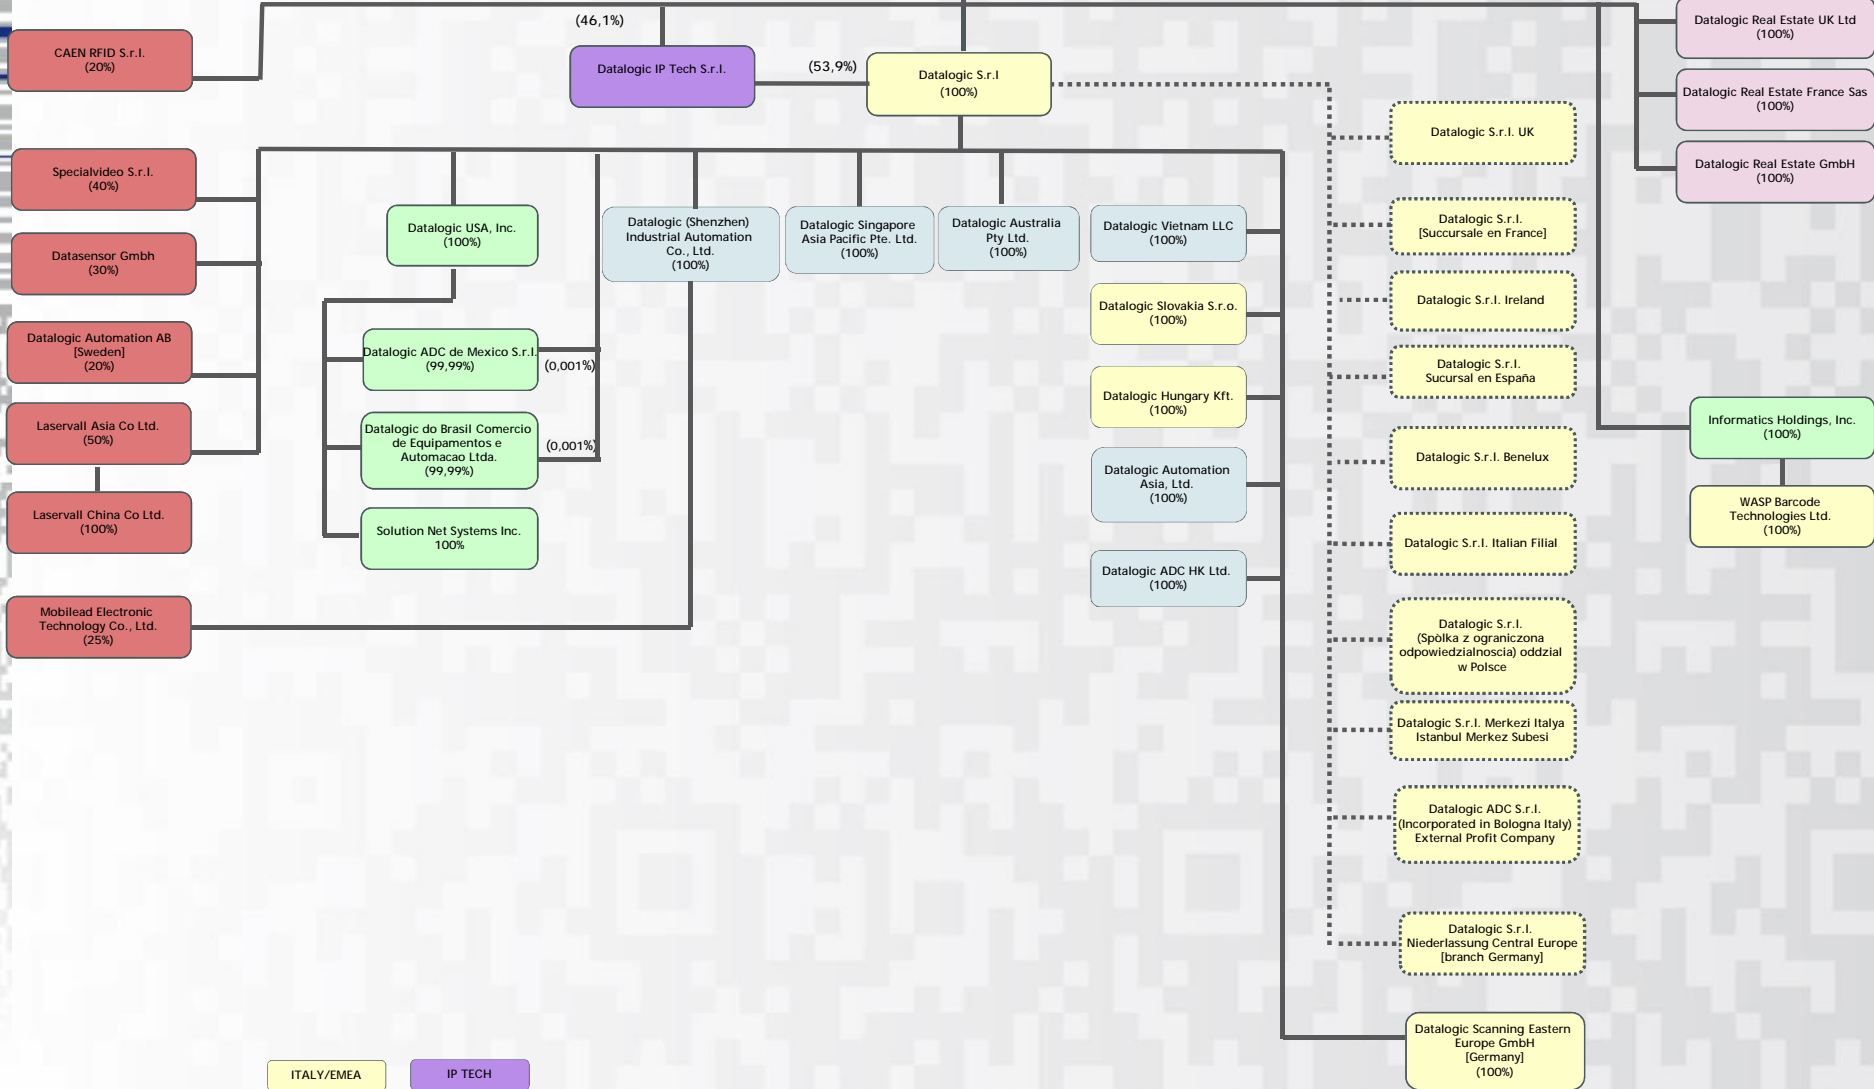 (46,1%)
CAEN RFID S.r.l.
(20%)
Datalogic IP Tech S.r.l.
(53,9%)
Datalogic S.r.l
(100%)
Datalogic Real Estate UK Ltd
(100%)
Datalogic Real Estate France Sas
(100%)
Datalogic Real Estate GmbH
(100%)
Specialvideo S.r.l.
(40%)
Datasensor Gmbh
(30%)
Datalogic Automation AB
[Sweden]
(20%)
Laservall Asia Co Ltd.
(50%)
Laservall China Co Ltd.
(100%)
Mobilead Electronic
Technology Co., Ltd.
(25%)
Datalogic USA, Inc.
(100%)
Datalogic ADC de Mexico S.r.l.
(99,99%)
(0,001%)
Datalogic do Brasil Comercio
de Equipamentos e
Automacao Ltda.
(99,99%)
(0,001%)
Solution Net Systems Inc.
100%
Datalogic (Shenzhen)
Industrial Automation
Co., Ltd.
(100%)
Datalogic Singapore
Asia Pacific Pte. Ltd.
(100%)
Datalogic Australia
Pty Ltd.
(100%)
Datalogic Vietnam LLC
(100%)
Datalogic Slovakia S.r.o.
(100%)
Datalogic Hungary Kft.
(100%)
Datalogic Automation
Asia, Ltd.
(100%)
Datalogic ADC HK Ltd.
(100%)
Datalogic S.r.l. UK
Datalogic S.r.l.
[Succursale en France]
Datalogic S.r.l. Ireland
Datalogic S.r.l.
Sucursal en España
Datalogic S.r.l. Benelux
Datalogic S.r.l. Italian Filial
Datalogic S.r.l.
(Spòlka z ograniczona
odpowiedzialnoscia) oddzial
w Polsce
Datalogic S.r.l. Merkezi Italya
Istanbul Merkez Subesi
Datalogic ADC S.r.l.
(Incorporated in Bologna Italy)
External Profit Company
Datalogic S.r.l.
Niederlassung Central Europe
[branch Germany]
Datalogic Scanning Eastern
Europe GmbH
[Germany]
(100%)
Informatics Holdings, Inc.
(100%)
WASP Barcode
Technologies Ltd.
(100%)
ITALY/EMEA
IP TECH